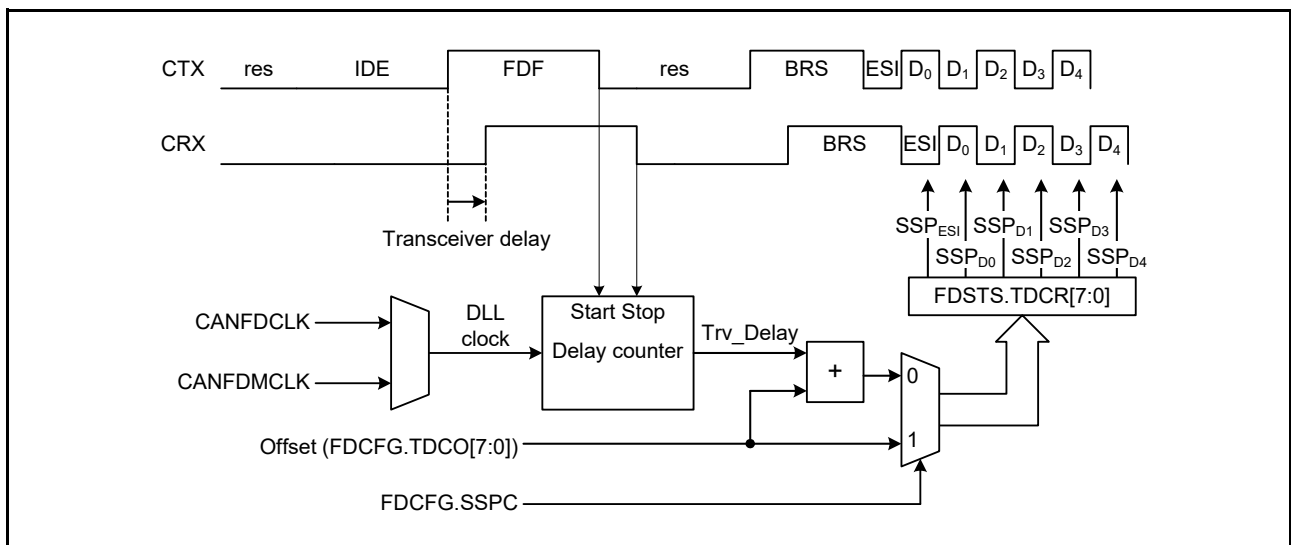 CTX res IDE FDF res BRS ESI D0 D1 D2 D3 D4
CRX BRS ESI D0 D1 D2 D3 D4
Transceiver delay
SSPESI SSPD1 SSPD3
SSPD0 SSPD2 SSPD4
FDSTS.TDCR[7:0]
CANFDCLK
CANFDMCLK
DLL
clock
Start Stop
Delay counter
Trv_Delay
+
0
1
Offset (FDCFG.TDCO[7:0])
FDCFG.SSPC